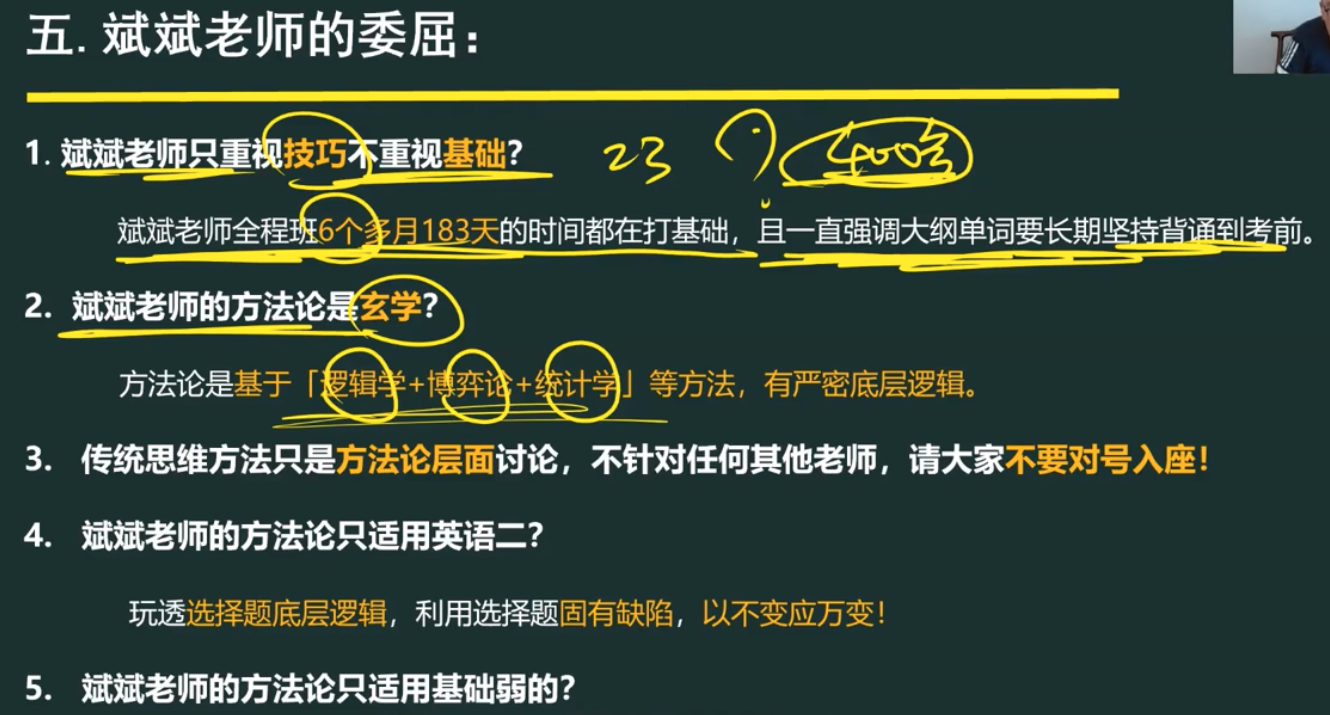 五. 斌斌老师的委屈：
1. 斌斌老师只重视技巧不重视基础？ 23 ? 400多
斌斌老师全程班6个多月183天的时间都在打基础，且一直强调大纲单词要长期坚持背诵到考前。
2. 斌斌老师的方法论是玄学？
方法论是基于「逻辑学+博弈论+统计学」等方法，有严密底层逻辑。
3. 传统思维方法只是方法论层面讨论，不针对任何其他老师，请大家不要对号入座！
4. 斌斌老师的方法论只适用英语二？
玩透选择题底层逻辑，利用选择题固有缺陷，以不变应万变！
5. 斌斌老师的方法论只适用基础弱的？